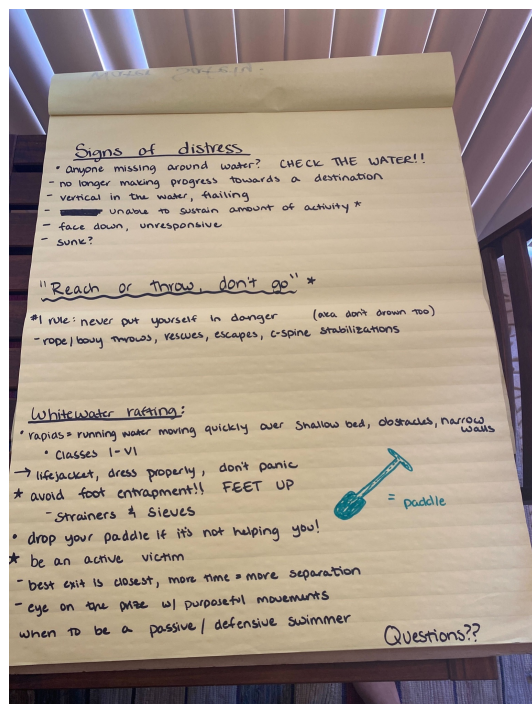 Signs of distress
• anyone missing around water? CHECK THE WATER!!
- no longer making progress towards a destination
- vertical in the water, flailing
- unable to sustain amount of activity *
- face down, unresponsive
- sunk?
"Reach or throw, don't go" *
#1 rule: never put yourself in danger (aka don't drown too)
- rope/bouy throws, rescues, escapes, c-spine stabilizations
Whitewater rafting:
• rapids = running water moving quickly over shallow bed, obstacles, narrow
walls
• Classes I-VI
→ lifejacket, dress properly, don't panic
* avoid foot entrapment!! FEET UP
- Strainers & Sieves
= paddle
• drop your paddle if it's not helping you!
* be an active victim
- best exit is closest, more time = more separation
- eye on the prize w/ purposeful movements
when to be a passive / defensive swimmer
Questions??